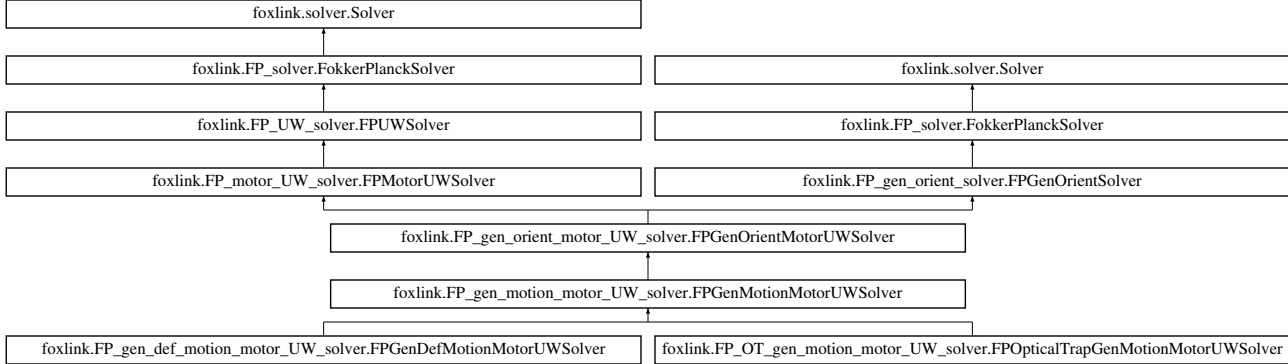 foxlink.solver.Solver
foxlink.FP_solver.FokkerPlanckSolver
foxlink.solver.Solver
foxlink.FP_UW_solver.FPUWSolver
foxlink.FP_solver.FokkerPlanckSolver
foxlink.FP_motor_UW_solver.FPMotorUWSolver
foxlink.FP_gen_orient_solver.FPGenOrientSolver
foxlink.FP_gen_orient_motor_UW_solver.FPGenOrientMotorUWSolver
foxlink.FP_gen_motion_motor_UW_solver.FPGenMotionMotorUWSolver
foxlink.FP_gen_def_motion_motor_UW_solver.FPGenDefMotionMotorUWSolver
foxlink.FP_OT_gen_motion_motor_UW_solver.FPOpticalTrapGenMotionMotorUWSolver